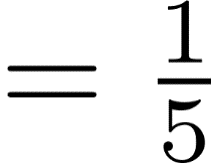 = 1/5